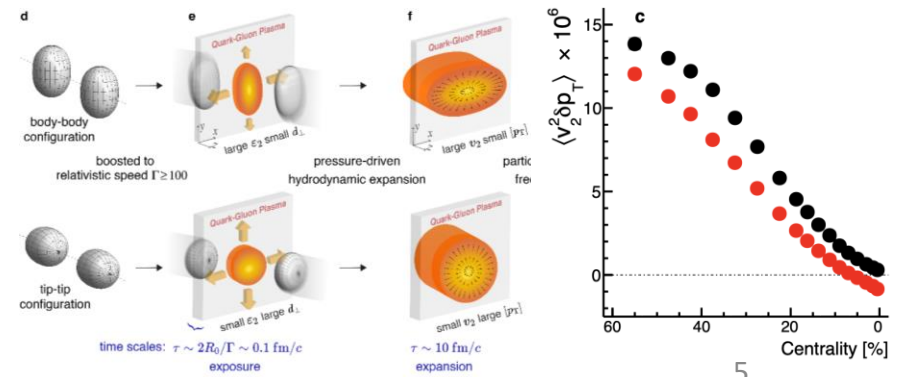 d
e
f
Quark-Gluon Plasma
Quark-Gluon Plasma
body-body
configuration
y
x
z
large ε₂ small d⊥
y
x
z
large v₂ small [pT]
boosted to
relativistic speed Γ≥100
pressure-driven
hydrodynamic expansion
partic
fre
Quark-Gluon Plasma
Quark-Gluon Plasma
tip-tip
configuration
small ε₂ large d⊥
small v₂ large [pT]
time scales: τ ∼ 2R₀/Γ ∼ 0.1 fm/c
exposure
τ ∼ 10 fm/c
expansion
c
⟨v₂²δpT⟩ × 10⁶
15
10
5
0
60
40
20
0
Centrality [%]
5